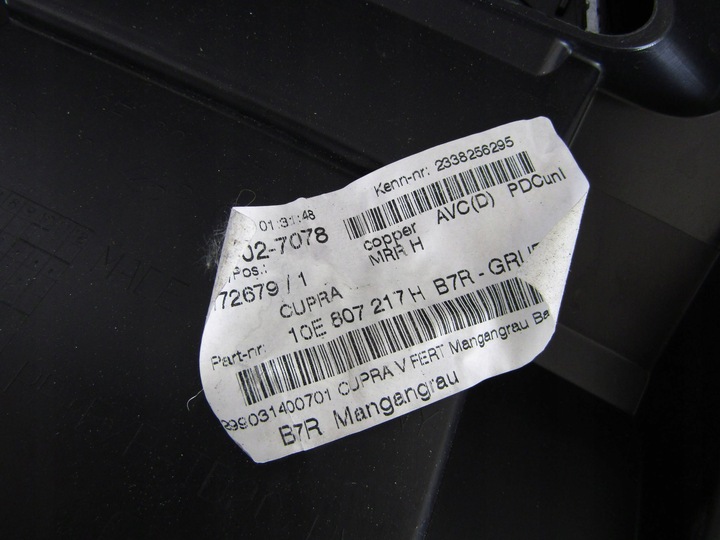 Kenn-nr: 2338256295
01:31:48
02-7078
copper AVC(D) PDCunl
MRR H
Pos.:
72679 / 1
CUPRA
Part-nr: 10E 807 217 H B7R - GRU
399031400701 CUPRA V FERT Mangangrau Ba
B7R Mangangrau